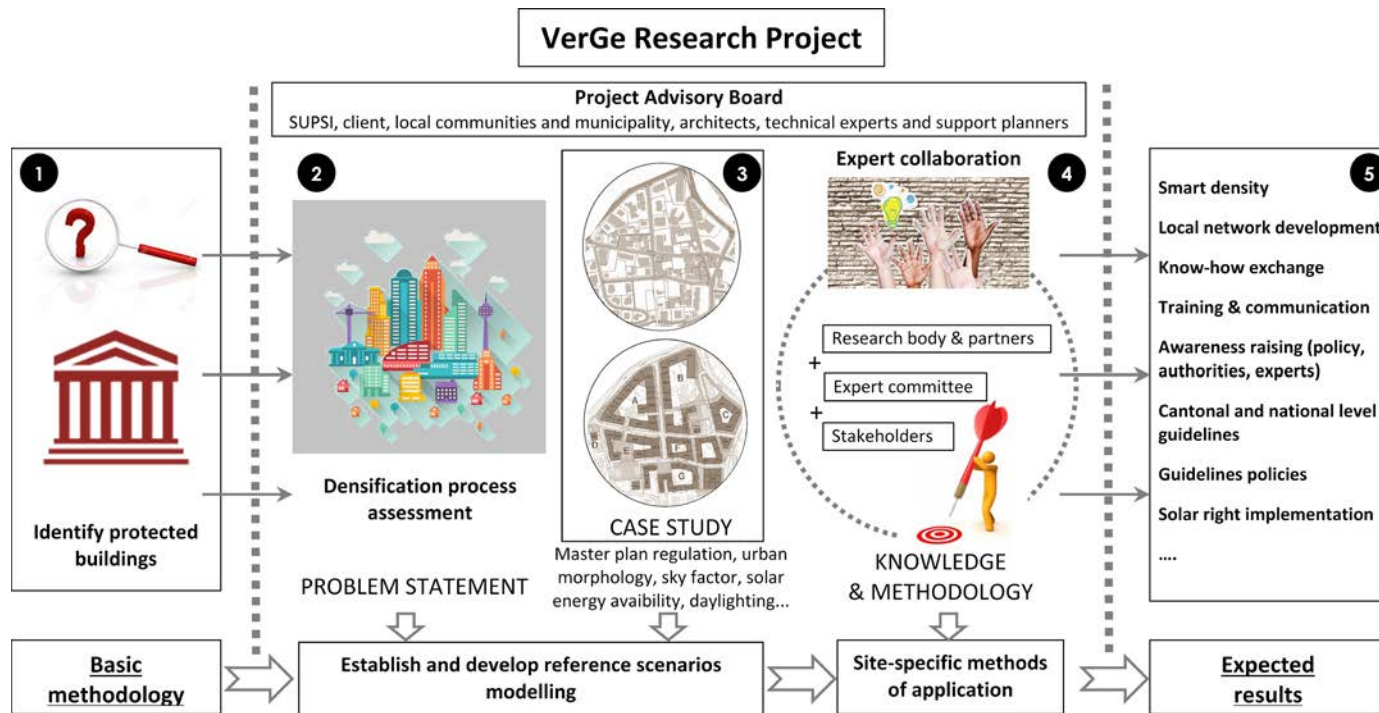 VerGe Research Project
Project Advisory Board
SUPSI, client, local communities and municipality, architects, technical experts and support planners
1
?
Identify protected
buildings
2
Densification process
assessment
PROBLEM STATEMENT
3
A
B
C
D
E
F
G
CASE STUDY
Master plan regulation, urban
morphology, sky factor, solar
energy avaibility, daylighting...
Expert collaboration
4
Research body & partners
+
Expert committee
+
Stakeholders
KNOWLEDGE
& METHODOLOGY
5
Smart density
Local network development
Know-how exchange
Training & communication
Awareness raising (policy,
authorities, experts)
Cantonal and national level
guidelines
Guidelines policies
Solar right implementation
....
Basic
methodology
Establish and develop reference scenarios
modelling
Site-specific methods
of application
Expected
results